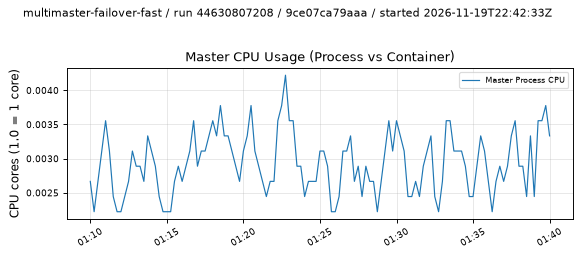 multimaster-failover-fast / run 44630807208 / 9ce07ca79aaa / started 2026-11-19T22:42:33Z
Master CPU Usage (Process vs Container)
Master Process CPU
CPU cores (1.0 = 1 core)
0.0040
0.0035
0.0030
0.0025
01:10
01:15
01:20
01:25
01:30
01:35
01:40